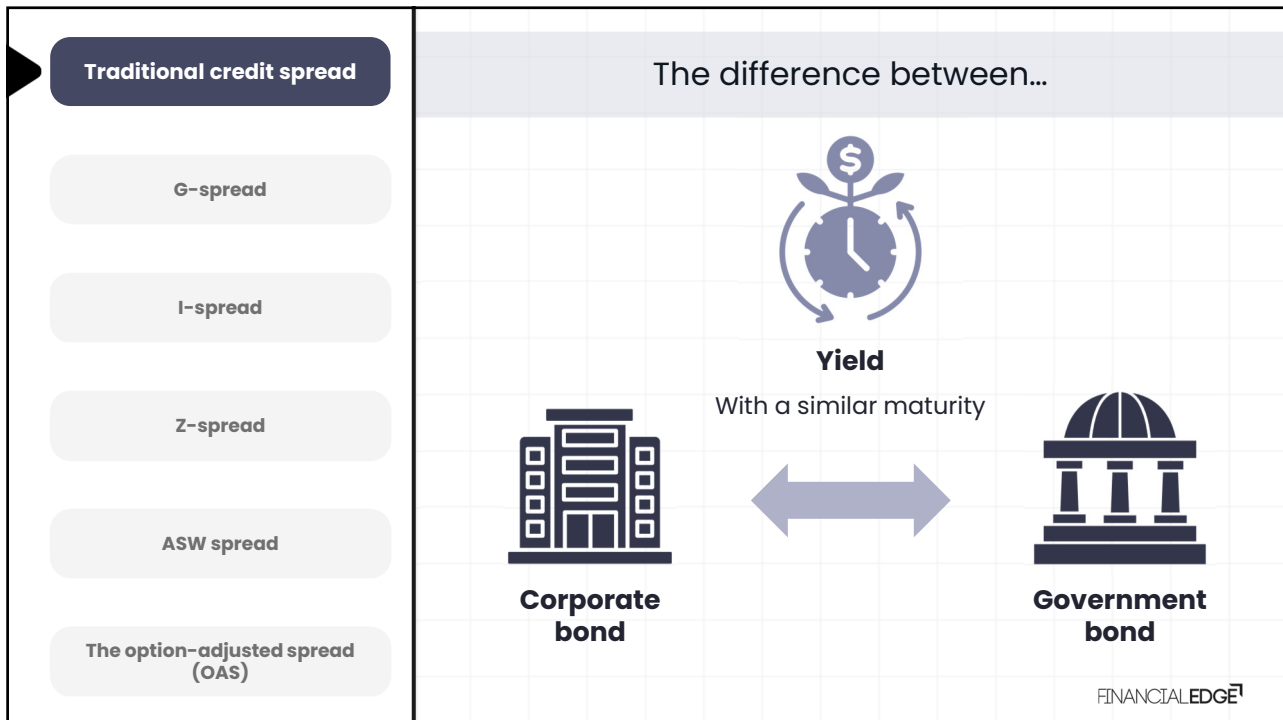 Traditional credit spread
G-spread
I-spread
Z-spread
ASW spread
The option-adjusted spread
(OAS)
The difference between…
$
Yield
With a similar maturity
Corporate
bond
Government
bond
FINANCIALEDGE